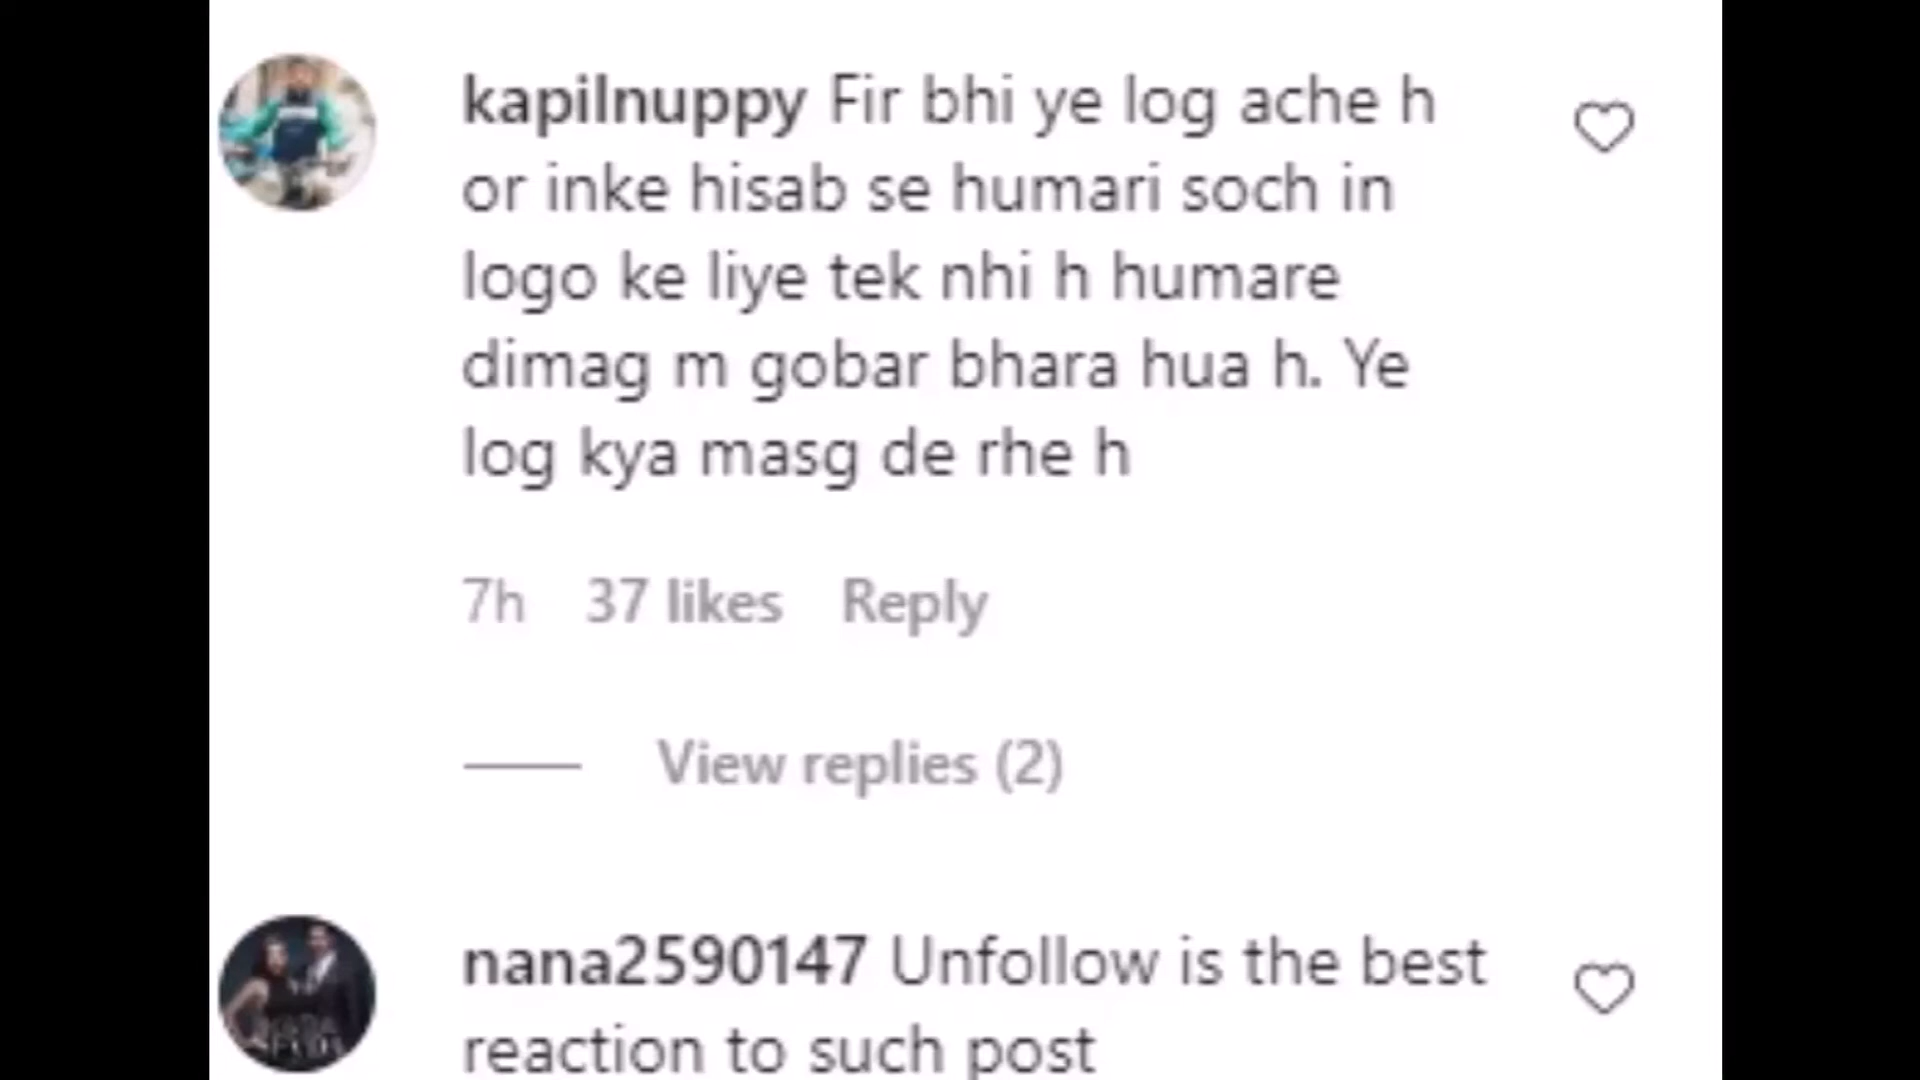 kapilnuppy Fir bhi ye log ache h
or inke hisab se humari soch in
logo ke liye tek nhi h humare
dimag m gobar bhara hua h. Ye
log kya masg de rhe h
7h 37 likes Reply
View replies (2)
nana2590147 Unfollow is the best
reaction to such post